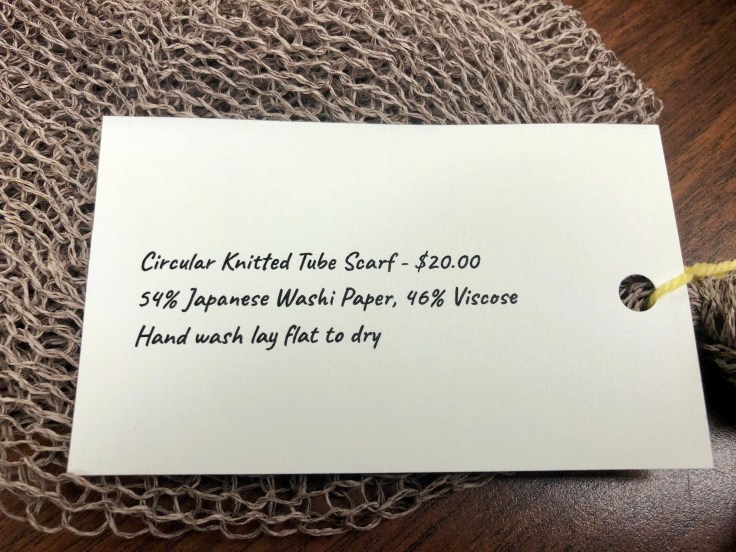 Circular Knitted Tube Scarf - $20.00
54% Japanese Washi Paper, 46% Viscose
Hand wash lay flat to dry